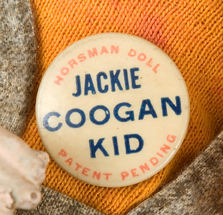 HORSMAN DOLL
JACKIE
COOGAN
KID
PATENT PENDING